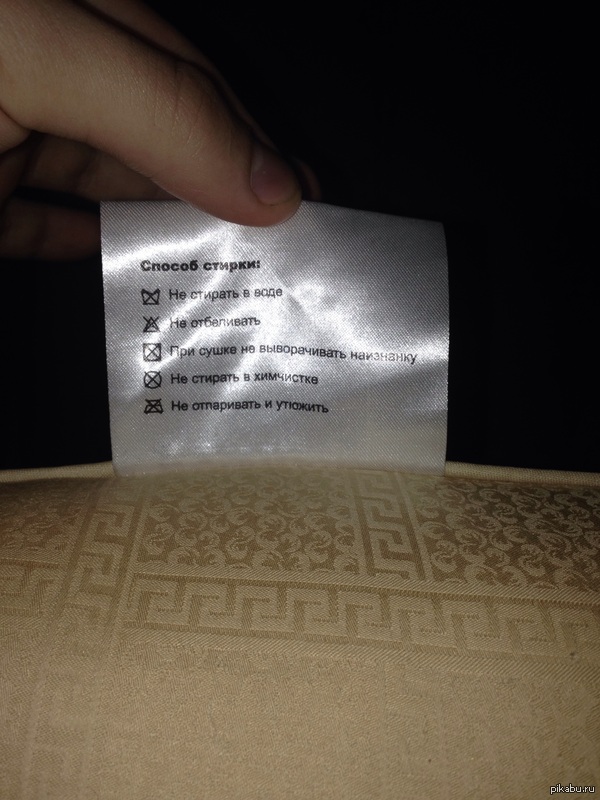 Способ стирки:
Не стирать в воде
Не отбеливать
При сушке не выворачивать наизнанку
Не стирать в химчистке
Не отпаривать и утюжить
pikabu.ru